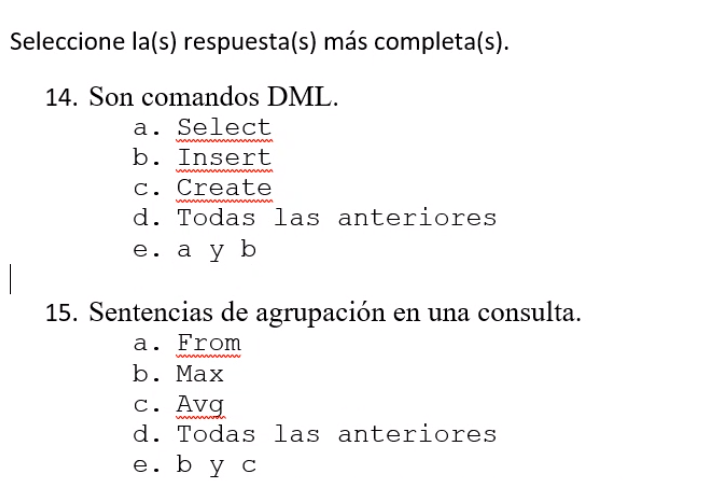 Seleccione la(s) respuesta(s) más completa(s).
14. Son comandos DML.
a. Select
b. Insert
c. Create
d. Todas las anteriores
e. a y b
15. Sentencias de agrupación en una consulta.
a. From
b. Max
c. Avg
d. Todas las anteriores
e. b y c